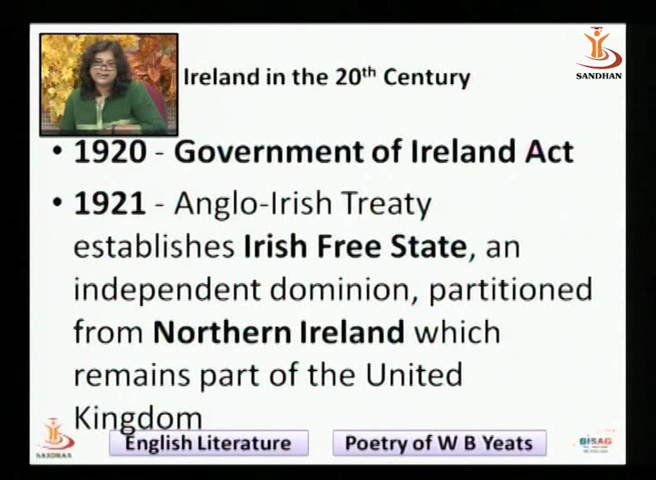 Ireland in the 20th Century
SANDHAN
• 1920 - Government of Ireland Act
• 1921 - Anglo-Irish Treaty
establishes Irish Free State, an
independent dominion, partitioned
from Northern Ireland which
remains part of the United
Kingdom
SANDHAN
English Literature
Poetry of W B Yeats
BISAG